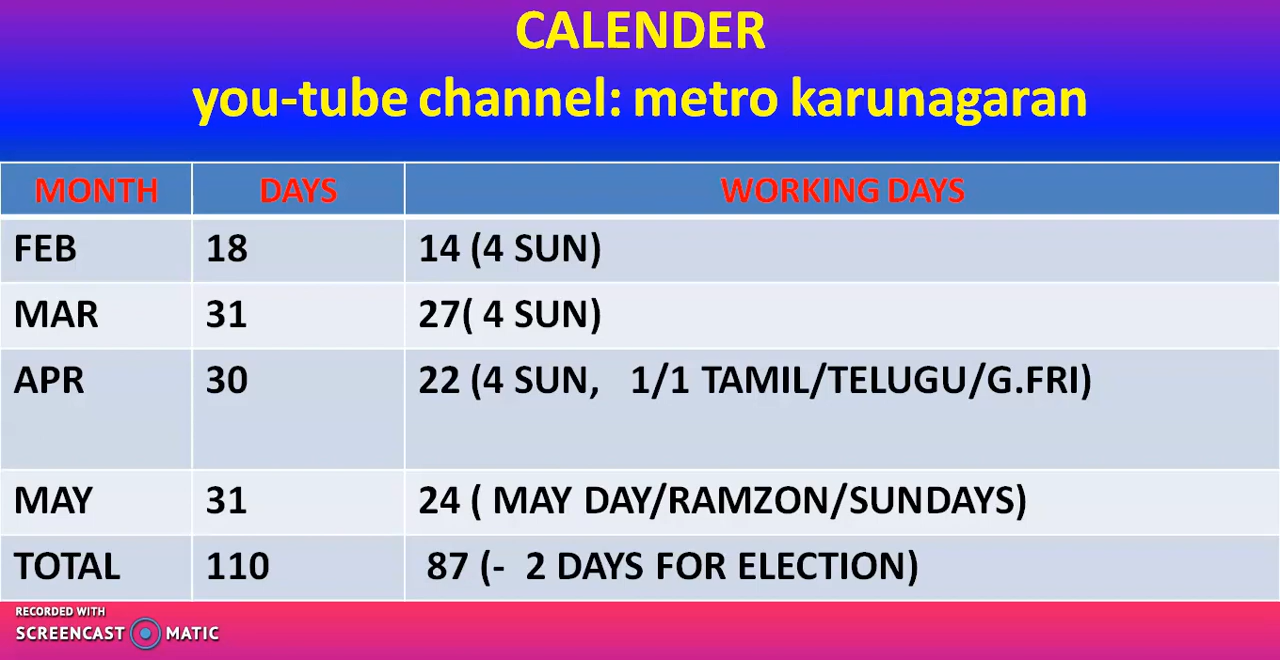 CALENDER
you-tube channel: metro karunagaran
MONTH DAYS WORKING DAYS
FEB 18 14 (4 SUN)
MAR 31 27( 4 SUN)
APR 30 22 (4 SUN, 1/1 TAMIL/TELUGU/G.FRI)
MAY 31 24 ( MAY DAY/RAMZON/SUNDAYS)
TOTAL 110 87 (- 2 DAYS FOR ELECTION)
RECORDED WITH
SCREENCAST MATIC